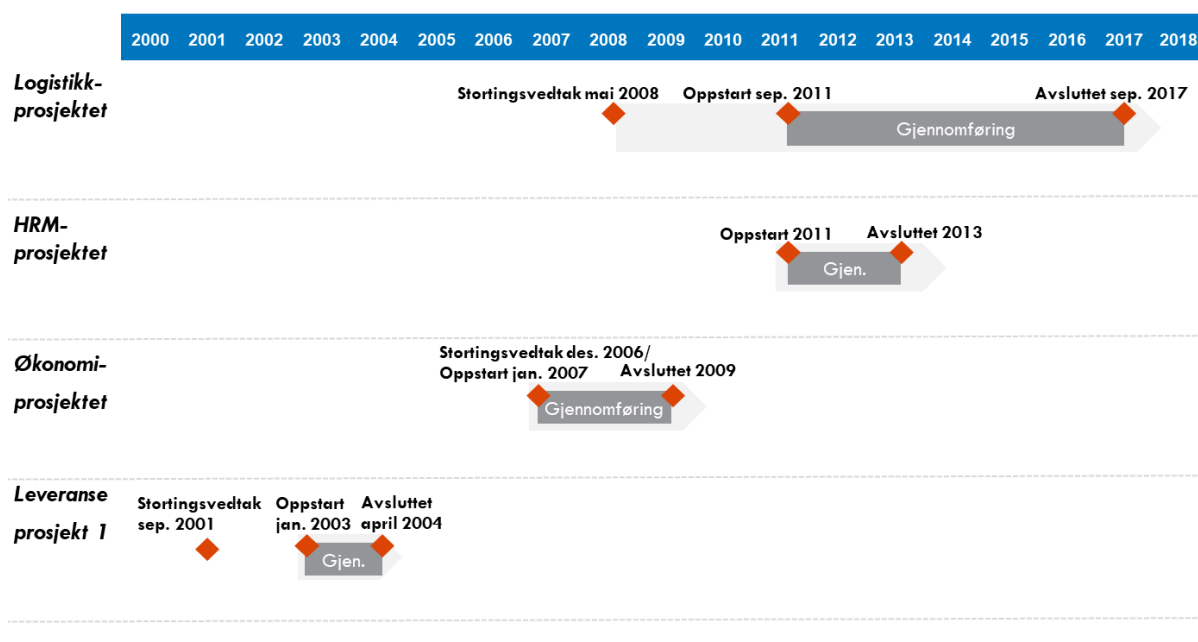 2000 2001 2002 2003 2004 2005 2006 2007 2008 2009 2010 2011 2012 2013 2014 2015 2016 2017 2018
Logistikk-
prosjektet
Stortingsvedtak mai 2008 Oppstart sep. 2011 Avsluttet sep. 2017
Gjennomføring
HRM-
prosjektet
Oppstart 2011 Avsluttet 2013
Gjen.
Økonomi-
prosjektet
Stortingsvedtak des. 2006/
Oppstart jan. 2007 Avsluttet 2009
Gjennomføring
Leveranse
prosjekt 1
Stortingsvedtak
sep. 2001
Oppstart
jan. 2003
Avsluttet
april 2004
Gjen.